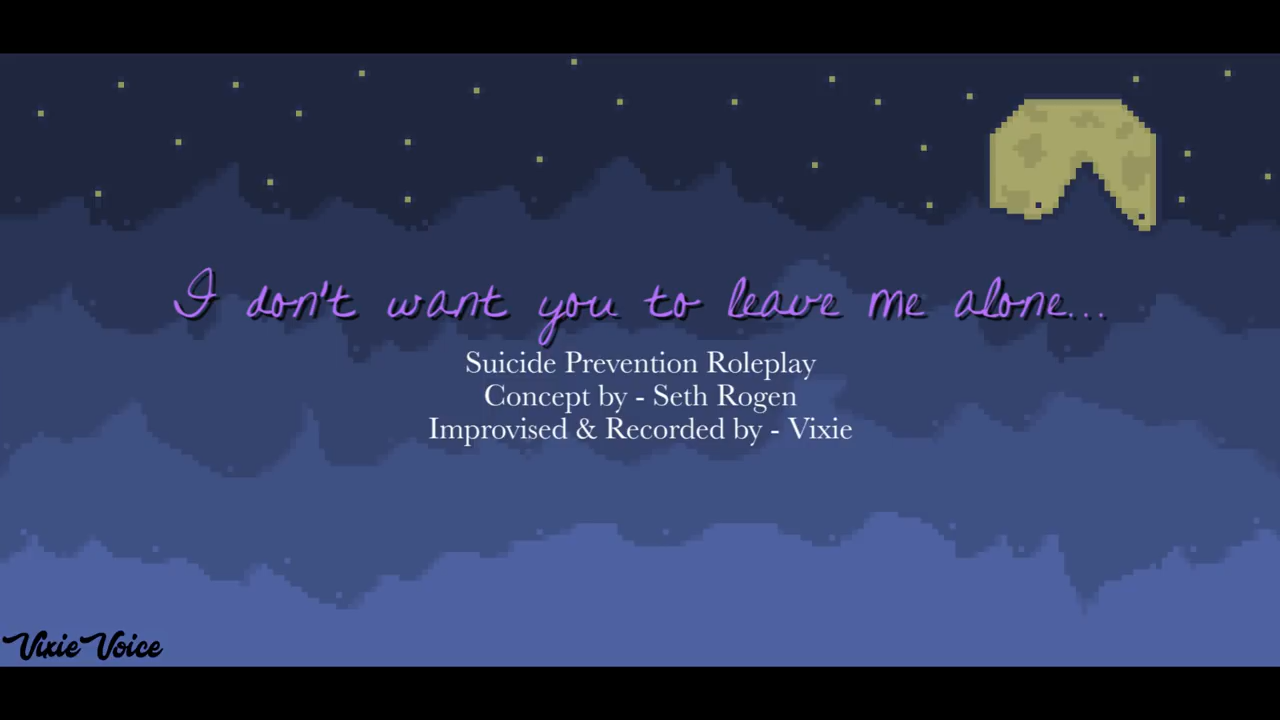 I don't want you to leave me alone...
Suicide Prevention Roleplay
Concept by - Seth Rogen
Improvised & Recorded by - Vixie
Vixie Voice